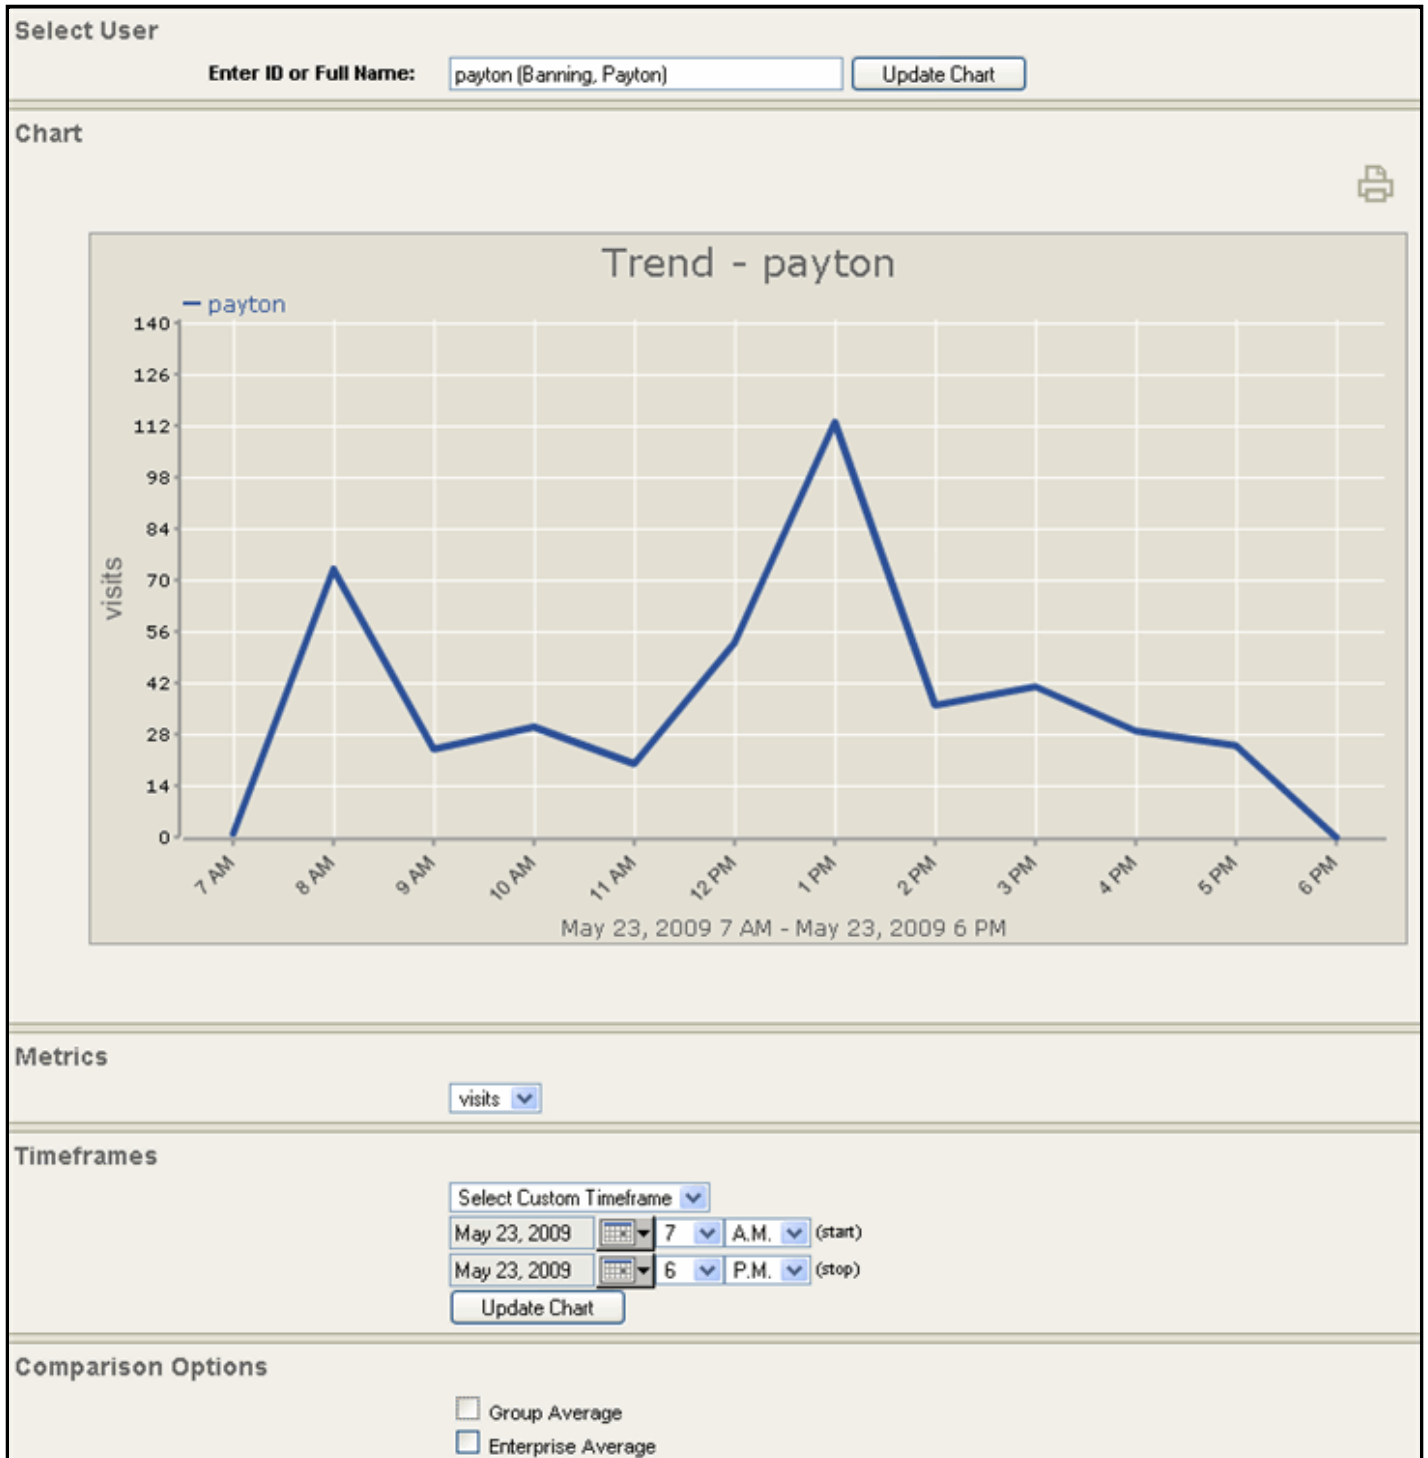 Select User
Enter ID or Full Name: payton (Banning, Payton) Update Chart
Chart
Trend - payton
payton
140
126
112
98
84
70
56
42
28
14
0
visits
7 AM 8 AM 9 AM 10 AM 11 AM 12 PM 1 PM 2 PM 3 PM 4 PM 5 PM 6 PM
May 23, 2009 7 AM - May 23, 2009 6 PM
Metrics
visits
Timeframes
Select Custom Timeframe
May 23, 2009 7 A.M. (start)
May 23, 2009 6 P.M. (stop)
Update Chart
Comparison Options
Group Average
Enterprise Average